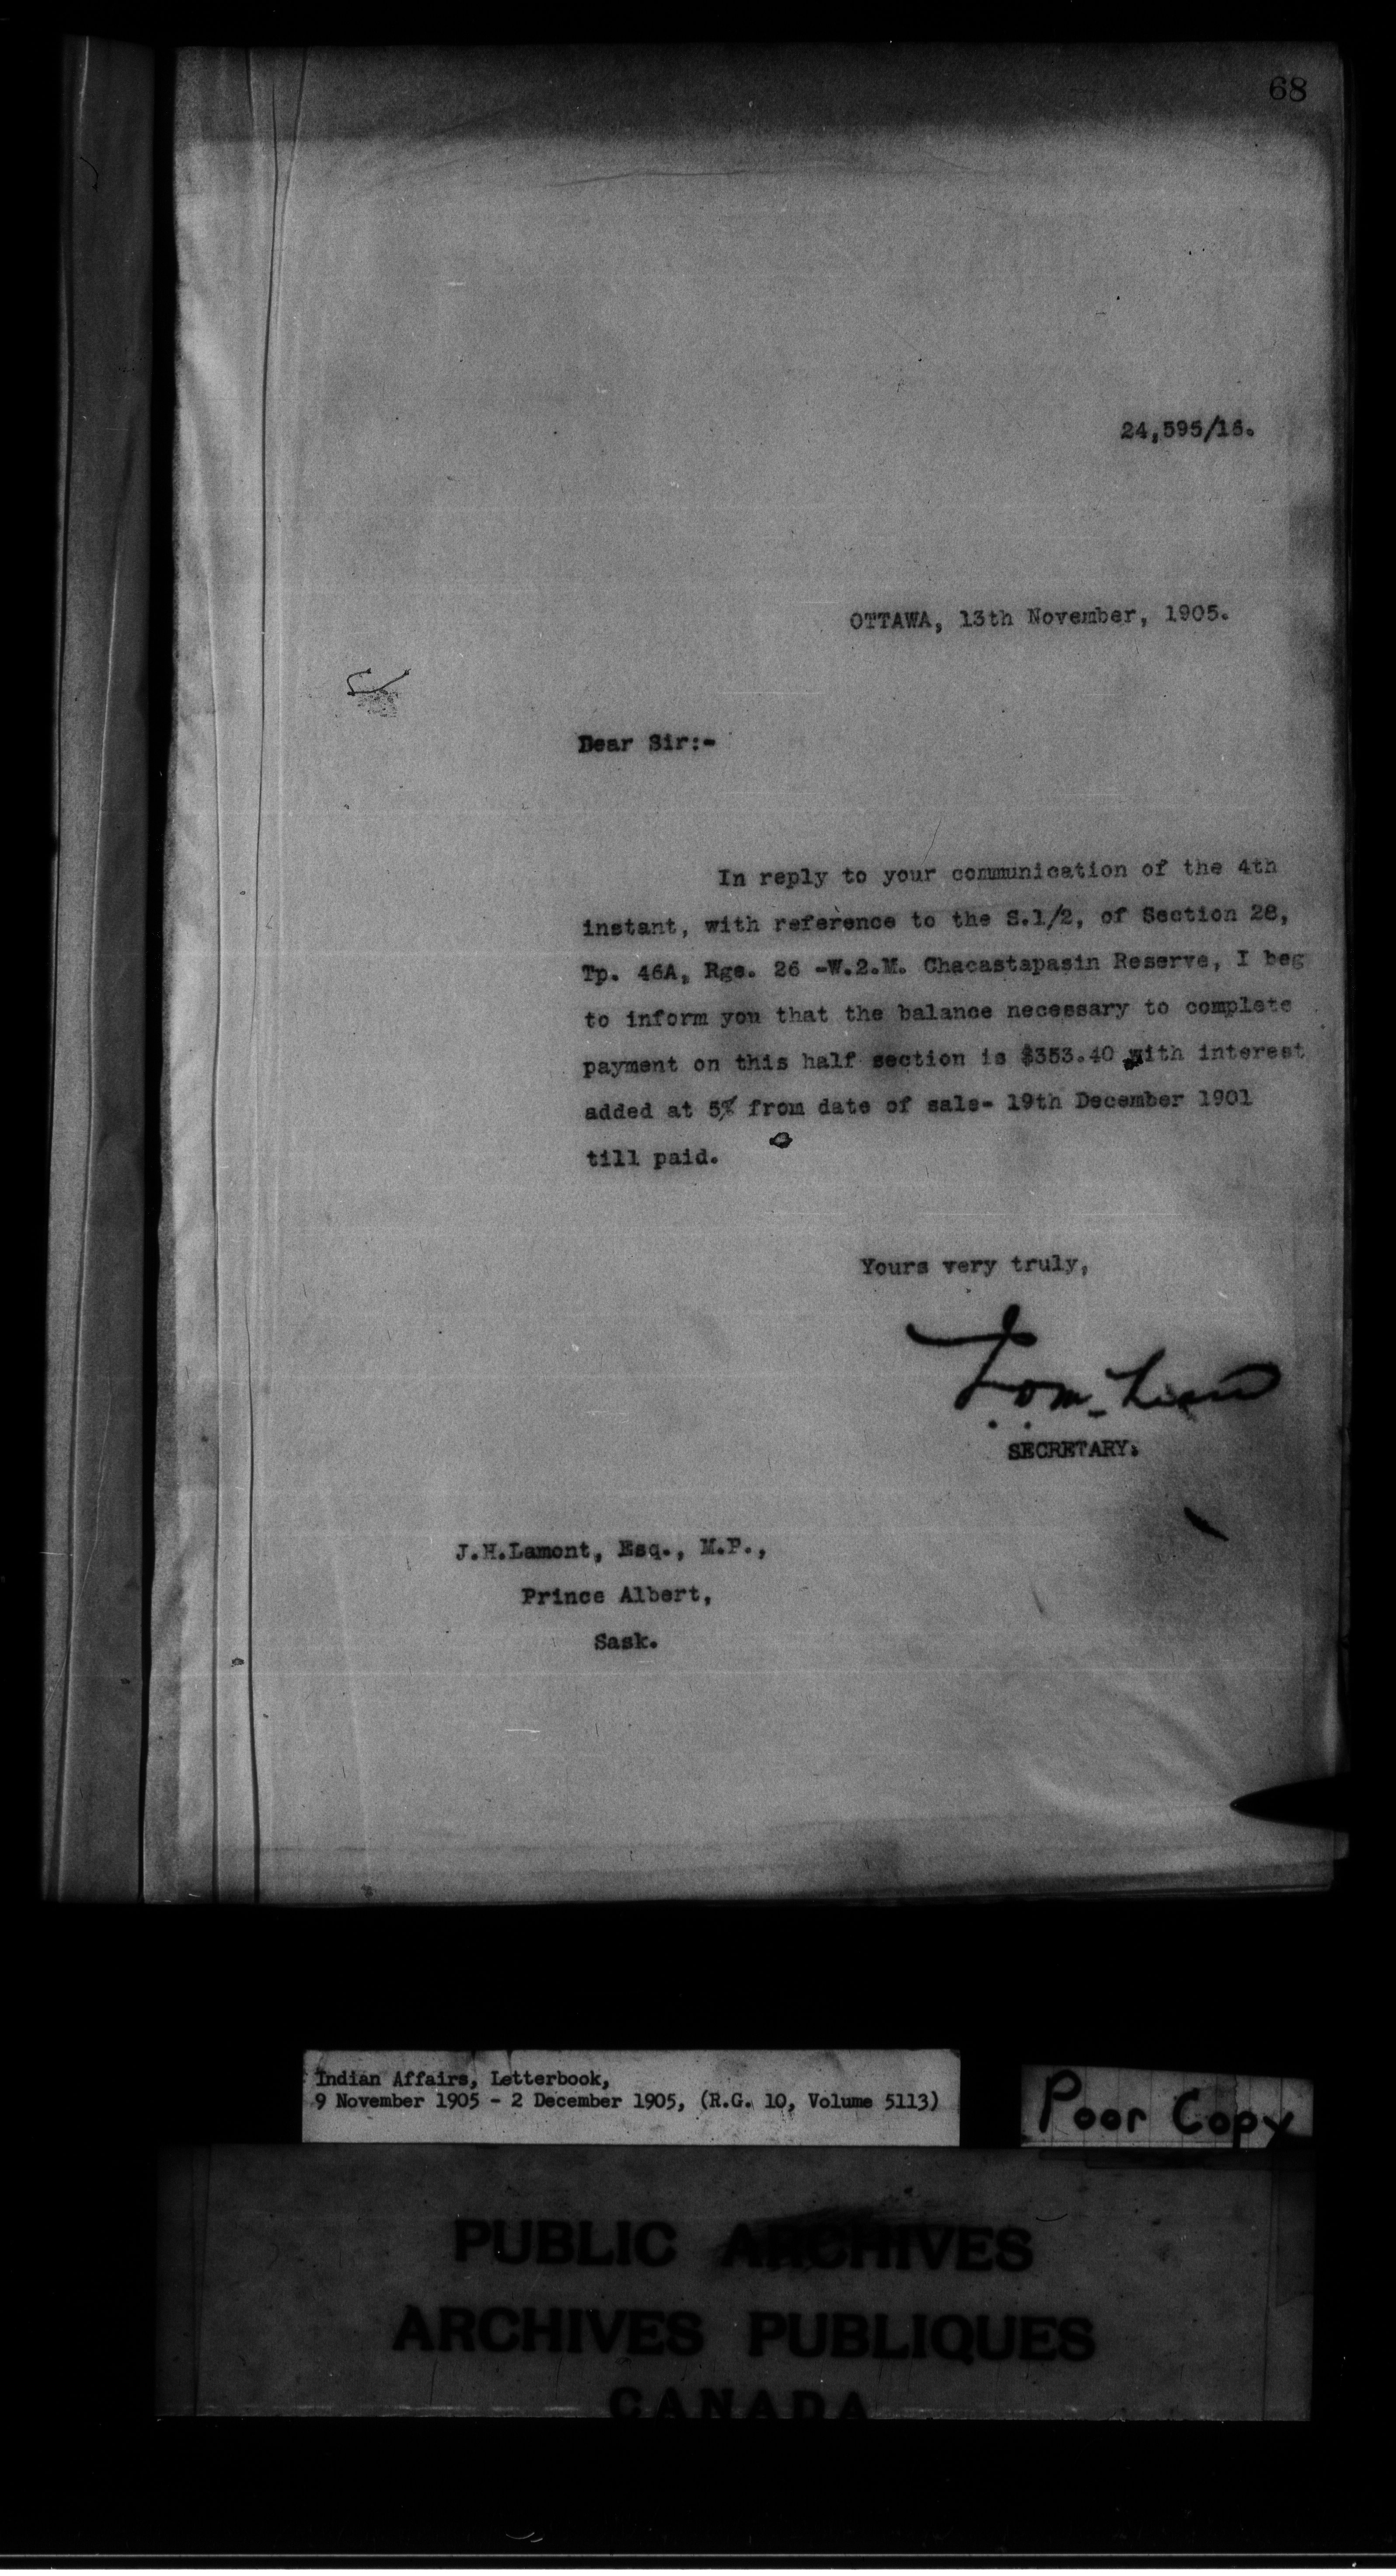 68
24,595/16.
OTTAWA, 13th November, 1905.
Dear Sir:-
In reply to your communication of the 4th
instant, with reference to the S.1/2, of Section 28,
Tp. 46A, Rge. 26 -W.2.M. Chacastapasin Reserve, I beg
to inform you that the balance necessary to complete
payment on this half section is $353.40 with interest
added at 5% from date of sale- 19th December 1901
till paid.
Yours very truly,
SECRETARY.
J.H.Lamont, Esq., M.P.,
Prince Albert,
Sask.
Indian Affairs, Letterbook,
9 November 1905 - 2 December 1905, (R.G. 10, Volume 5113)
Poor Copy
PUBLIC ARCHIVES
ARCHIVES PUBLIQUES
CANADA